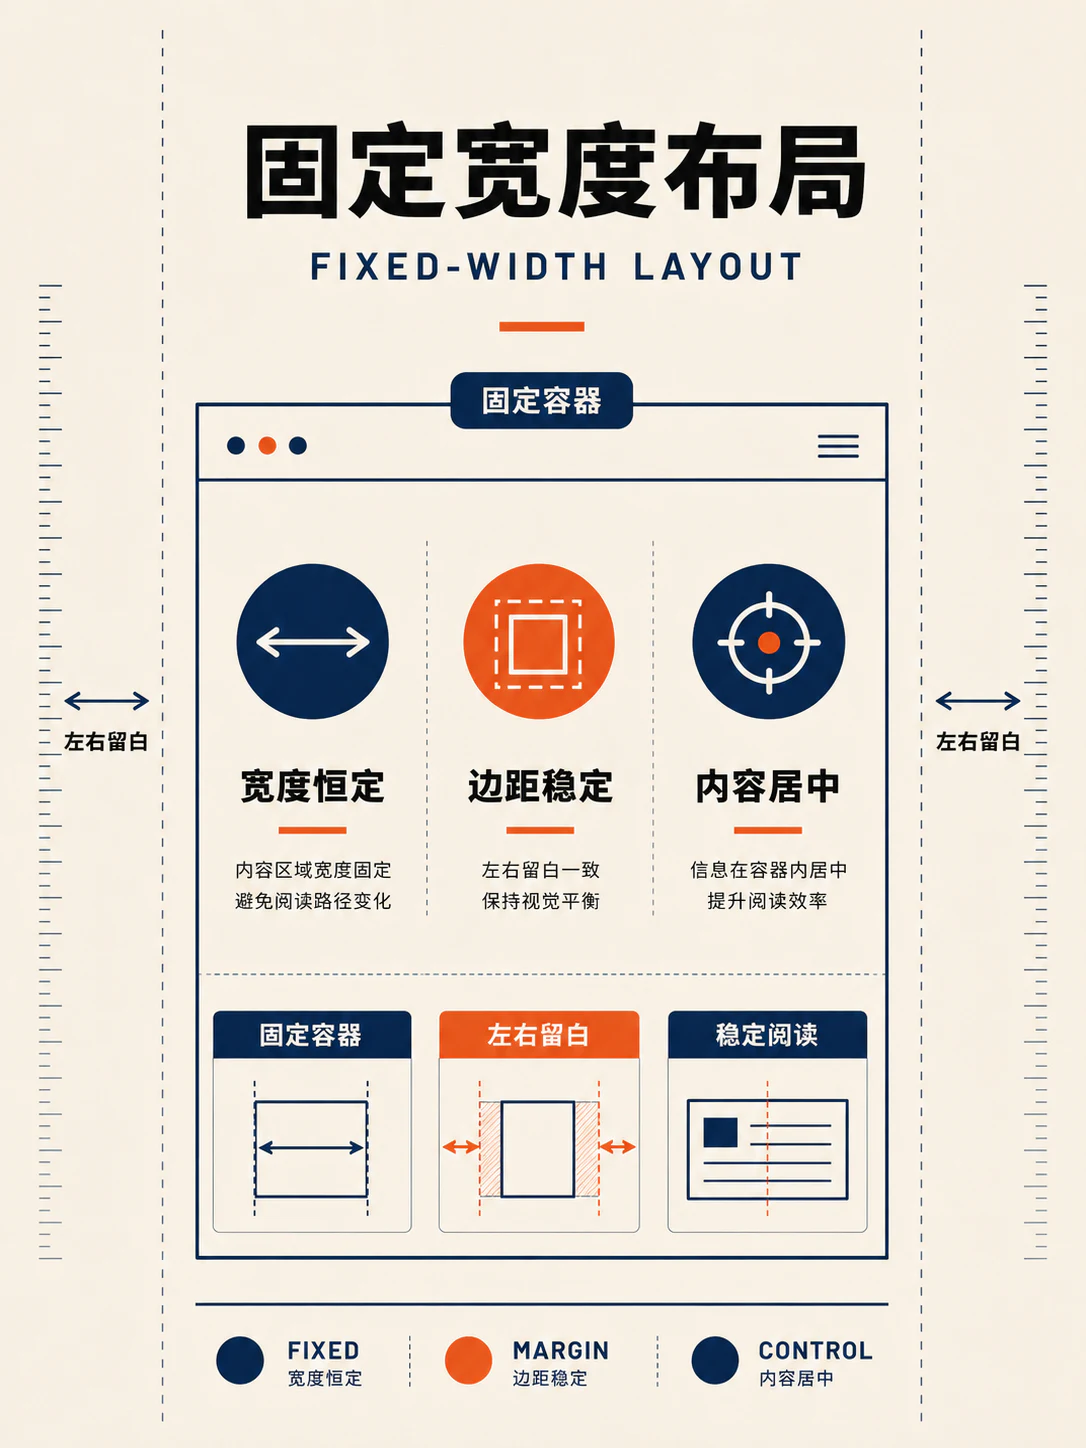 固定宽度布局
FIXED-WIDTH LAYOUT
固定容器
左右留白
左右留白
宽度恒定
内容区域宽度固定
避免阅读路径变化
边距稳定
左右留白一致
保持视觉平衡
内容居中
信息在容器内居中
提升阅读效率
固定容器
左右留白
稳定阅读
FIXED
宽度恒定
MARGIN
边距稳定
CONTROL
内容居中